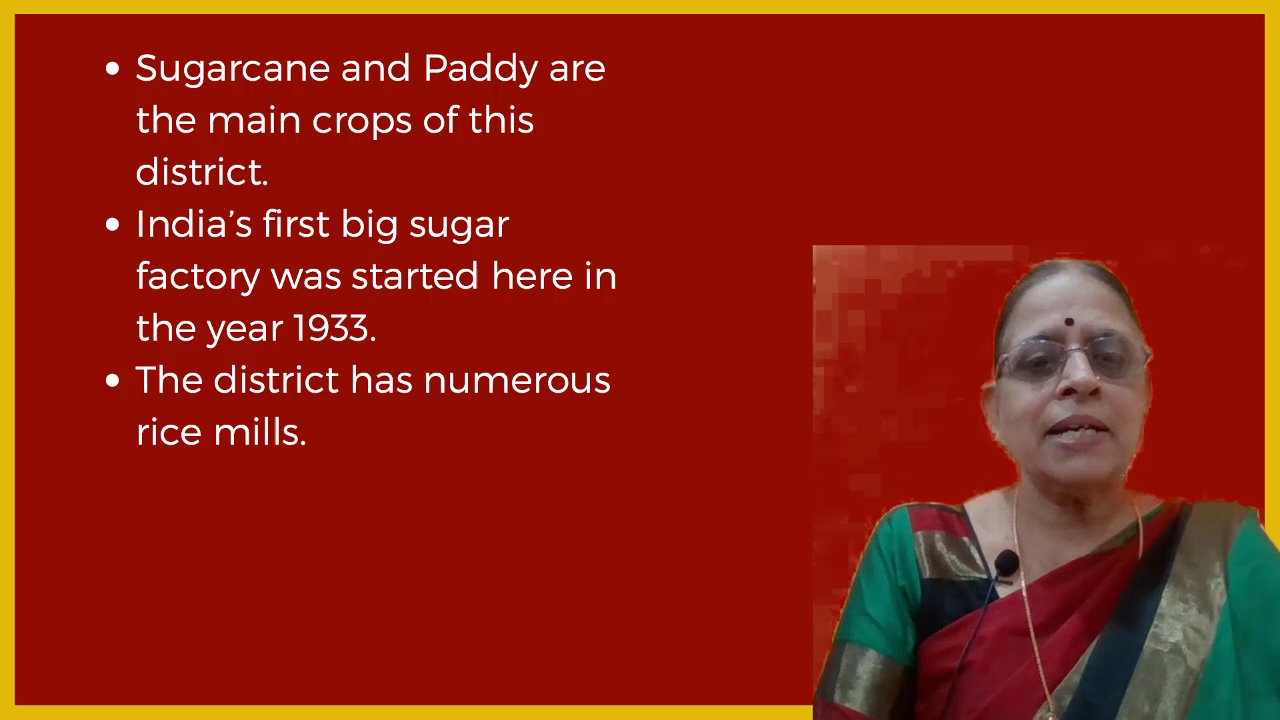 • Sugarcane and Paddy are
the main crops of this
district.
• India’s first big sugar
factory was started here in
the year 1933.
• The district has numerous
rice mills.